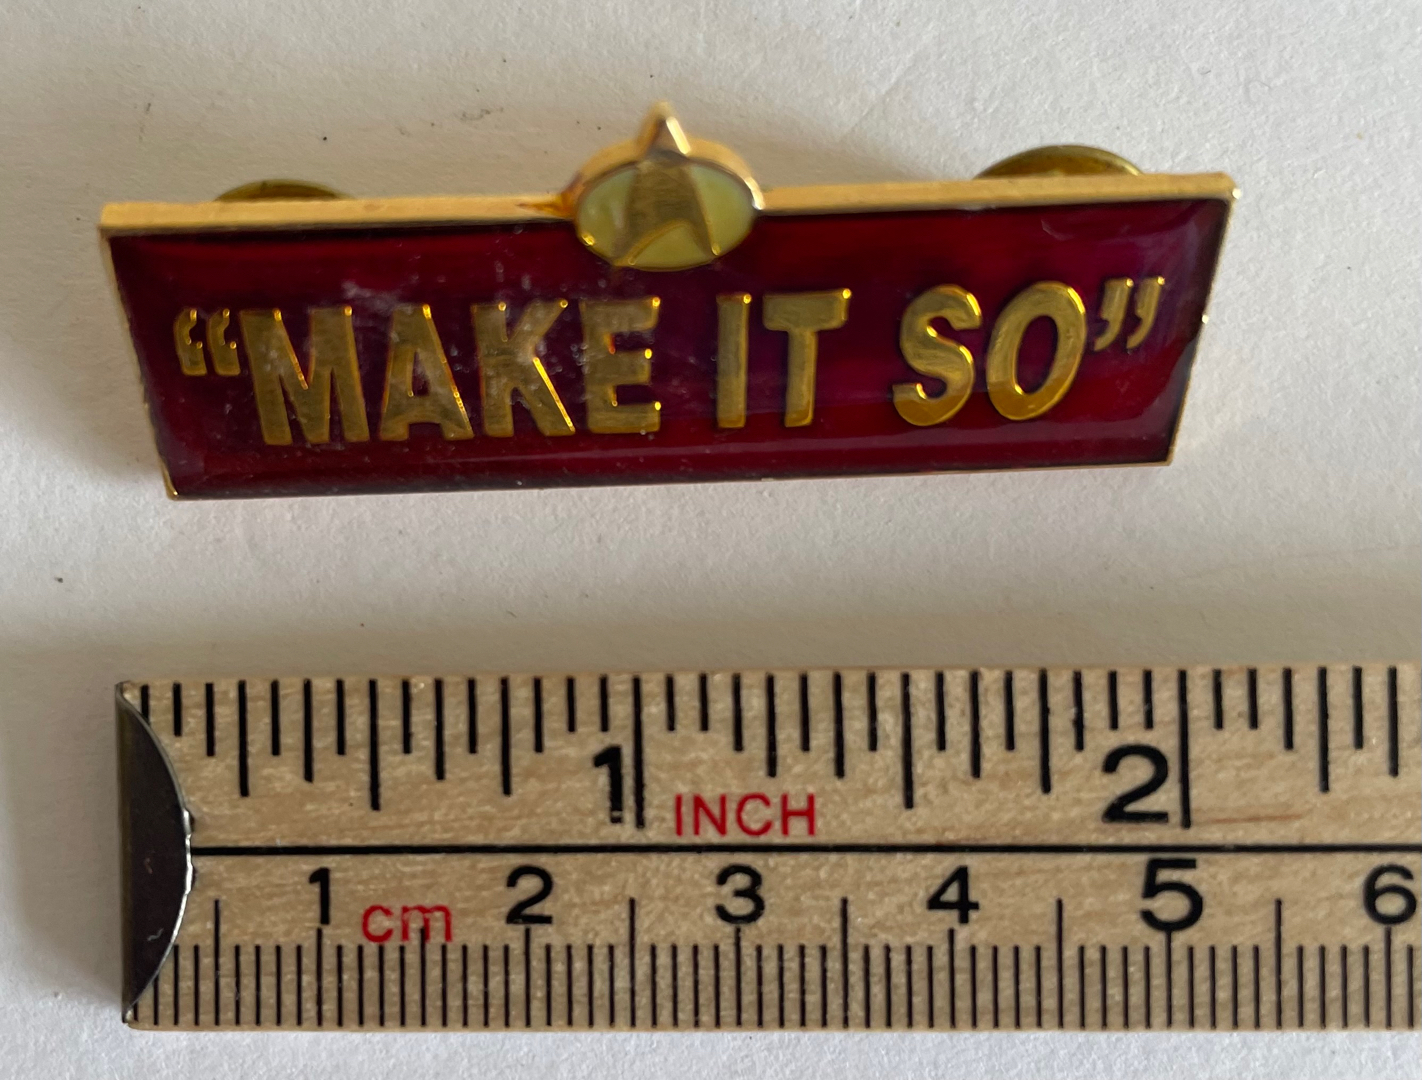 “MAKE IT SO”
1 INCH 2
1 cm 2 3 4 5 6